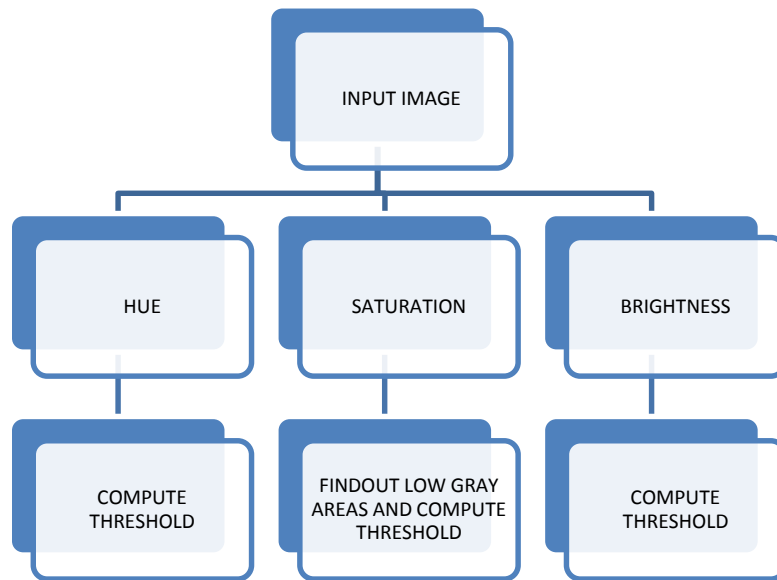 INPUT IMAGE
HUE
SATURATION
BRIGHTNESS
COMPUTE
THRESHOLD
FINDOUT LOW GRAY
AREAS AND COMPUTE
THRESHOLD
COMPUTE
THRESHOLD